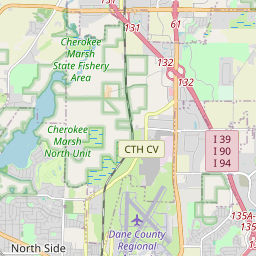 61
131
131
Cherokee
Marsh
State Fishery
Area
132
132
Cherokee
Marsh
North Unit
CTH CV
I 39
I 90
I 94
135A
135A-
North Side
Dane County
Regional